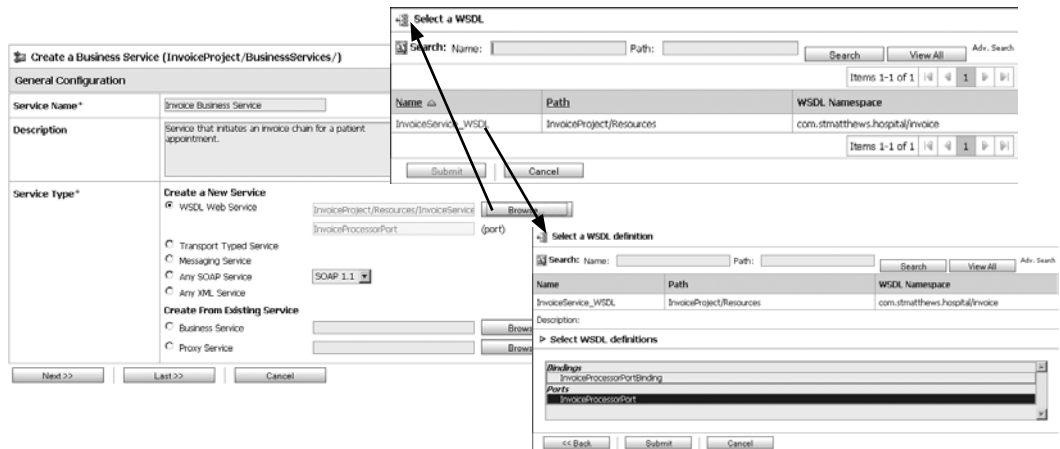 Create a Business Service (InvoiceProject/BusinessServices/)
General Configuration
Service Name*
Invoice Business Service
Description
Service that initiates an invoice chain for a patient
appointment.
Service Type*
Create a New Service
WSDL Web Service
InvoiceProject/Resources/InvoiceService
Browse
InvoiceProcessorPort
(port)
Transport Typed Service
Messaging Service
Any SOAP Service
SOAP 1.1
Any XML Service
Create From Existing Service
Business Service
Brows
Proxy Service
Brows
Next >>
Last >>
Cancel
Select a WSDL
Search: Name:
Path:
Search
View All
Adv. Search
Items 1-1 of 1
1
Name
Path
WSDL Namespace
InvoiceService_WSDL
InvoiceProject/Resources
com.stmatthews.hospital/invoice
Items 1-1 of 1
1
Submit
Cancel
Select a WSDL definition
Search: Name:
Path:
Search
View All
Adv. Search
Name
Path
WSDL Namespace
InvoiceService_WSDL
InvoiceProject/Resources
com.stmatthews.hospital/invoice
Description:
Select WSDL definitions
Bindings
InvoiceProcessorPortBinding
Ports
InvoiceProcessorPort
<< Back
Submit
Cancel